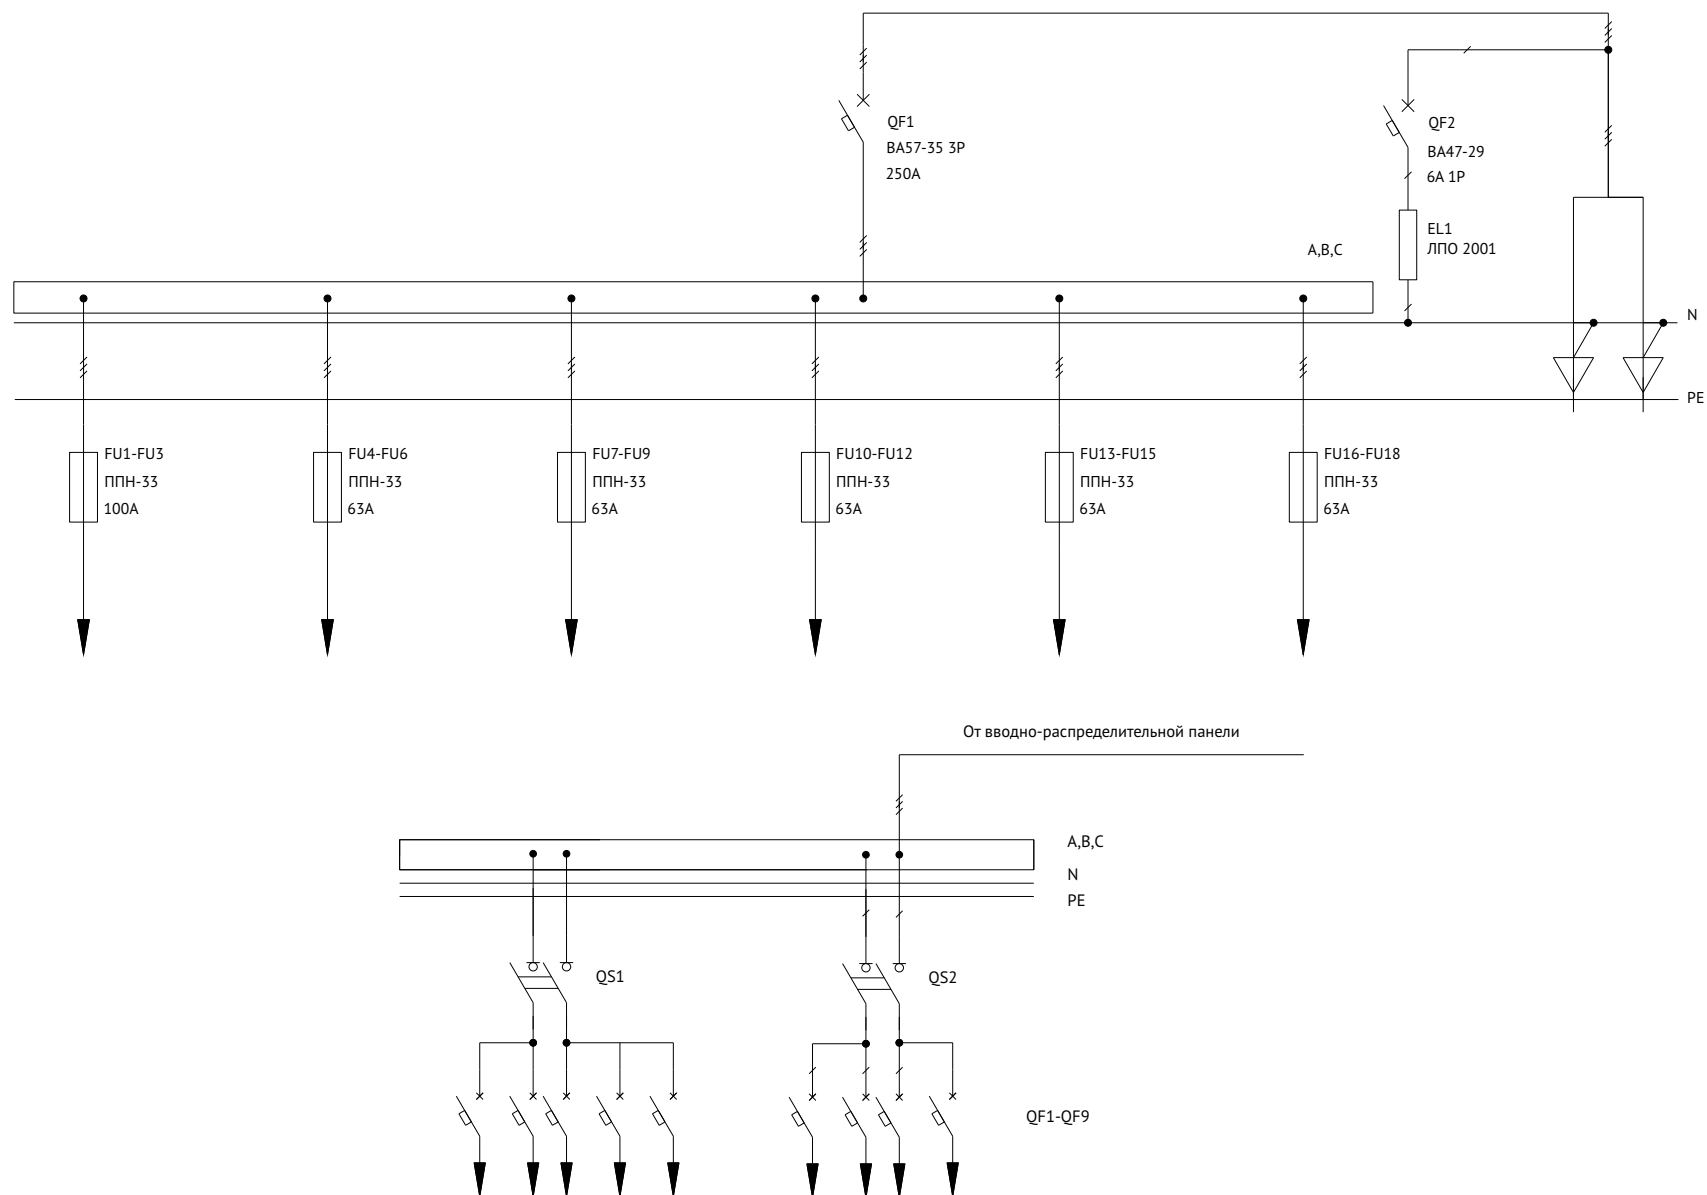 QF1
ВА57-35 3Р
250А
QF2
ВА47-29
6А 1Р
EL1
ЛПО 2001
A,B,C
N
PE
FU1-FU3
ППН-33
100А
FU4-FU6
ППН-33
63А
FU7-FU9
ППН-33
63А
FU10-FU12
ППН-33
63А
FU13-FU15
ППН-33
63А
FU16-FU18
ППН-33
63А
От вводно-распределительной панели
A,B,C
N
PE
QS1
QS2
QF1-QF9